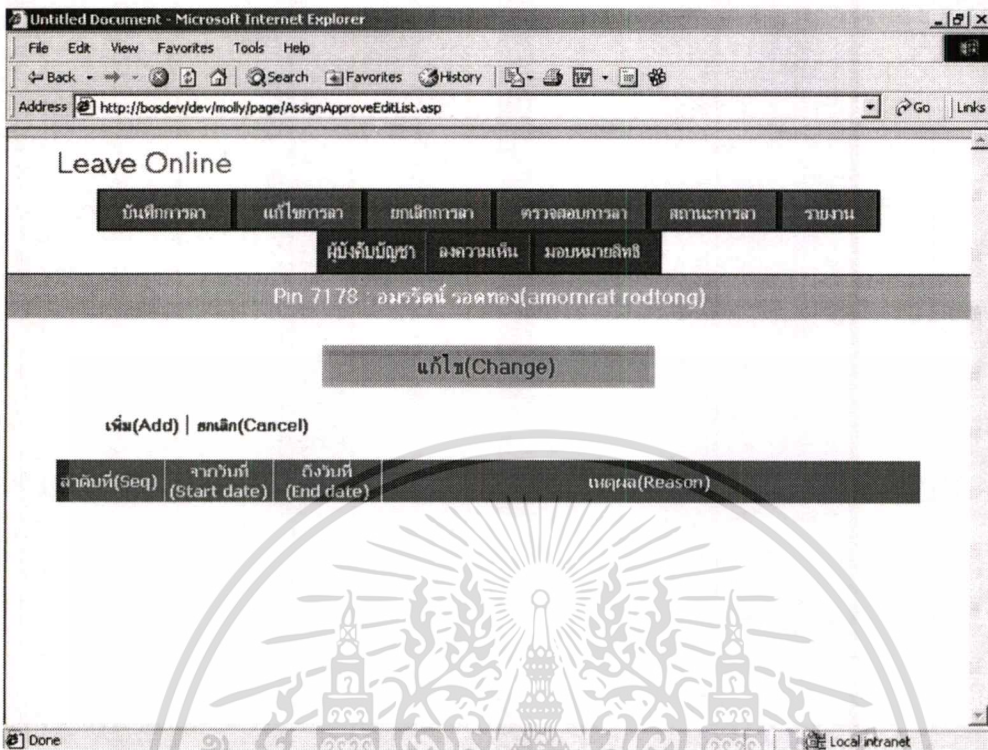 Untitled Document - Microsoft Internet Explorer
File Edit View Favorites Tools Help
Back Search Favorites History
Address http://bosdev/dev/molly/page/AssignApproveEditList.asp Go Links
Leave Online
บันทึกการลา แก้ไขการลา ยกเลิกการลา ตรวจสอบการลา สถานะการลา รายงาน
ผู้บังคับบัญชา ลงความเห็น มอบหมายสิทธิ
Pin 7178 : อมรรัตน์ รอดทอง(amornrat rodtong)
แก้ไข(Change)
เพิ่ม(Add) | ยกเลิก(Cancel)
ลำดับที่(Seq) จากวันที่ (Start date) ถึงวันที่ (End date) เหตุผล(Reason)
Done Local intranet